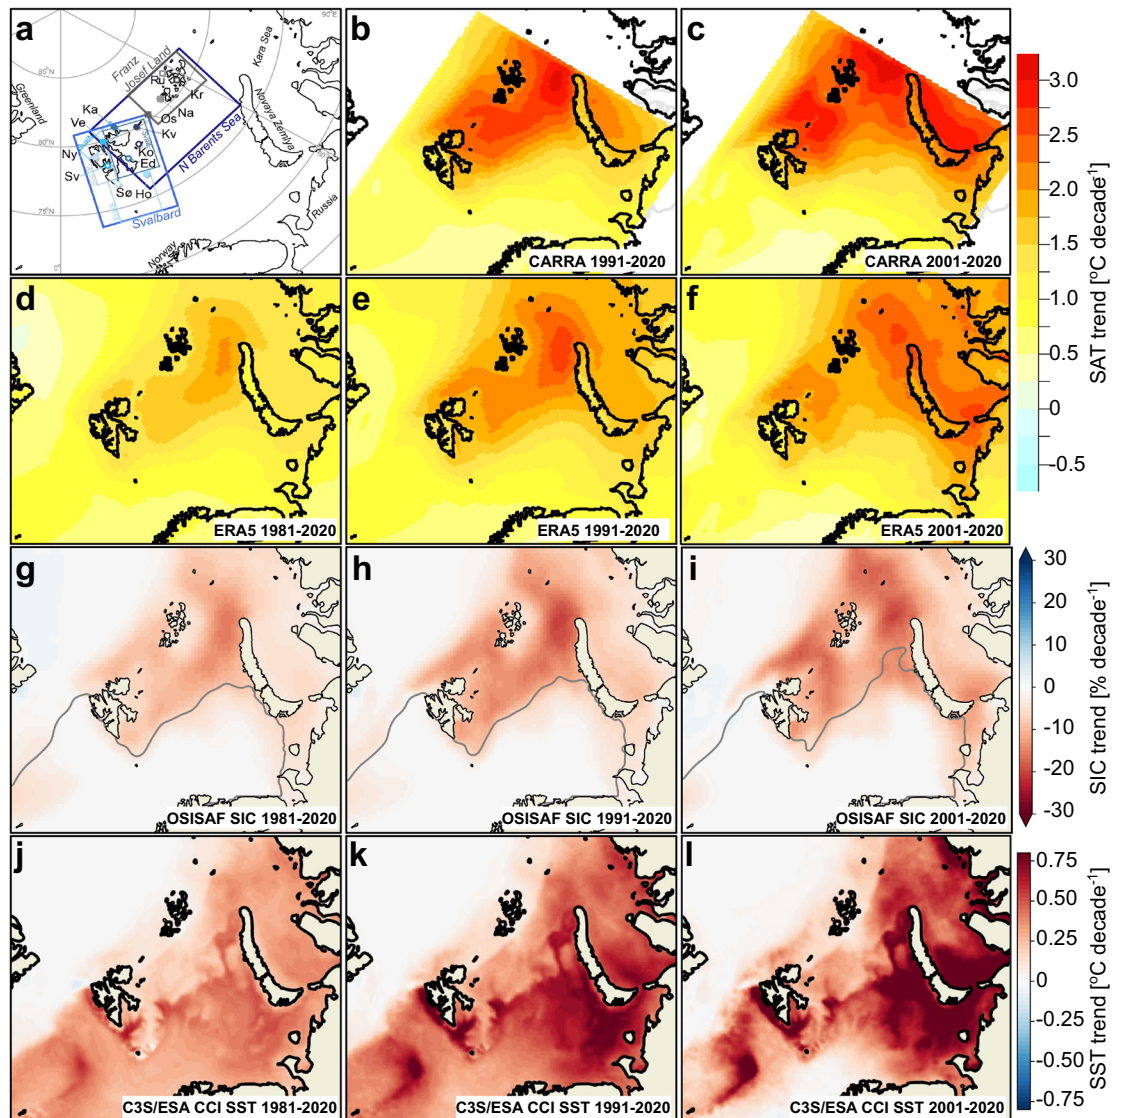 a
90°E
Kara Sea
85°N
Franz
Josef Land
Greenland
Ru
Kr
Novaya Zemlya
Ka
Na
Os
Ve
Kv
N Barents Sea
80°N
Ny
Ko
Ed
Sv
Sø Ho
Svalbard
75°N
Russia
Norway
0°
b
CARRA 1991-2020
c
CARRA 2001-2020
3.0
2.5
2.0
1.5
1.0
0.5
0
-0.5
SAT trend [ºC decade-1]
d
ERA5 1981-2020
e
ERA5 1991-2020
f
ERA5 2001-2020
g
OSISAF SIC 1981-2020
h
OSISAF SIC 1991-2020
i
OSISAF SIC 2001-2020
30
20
10
0
-10
-20
-30
SIC trend [% decade-1]
j
C3S/ESA CCI SST 1981-2020
k
C3S/ESA CCI SST 1991-2020
l
C3S/ESA CCI SST 2001-2020
0.75
0.50
0.25
0
-0.25
-0.50
-0.75
SST trend [ºC decade-1]